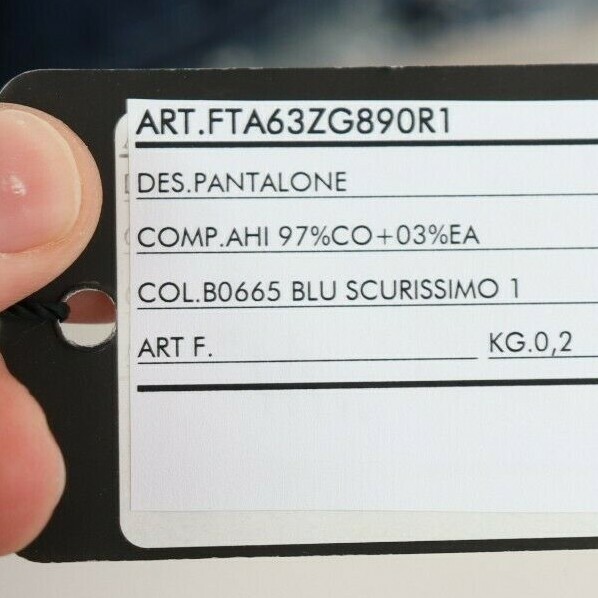 ART.FTA63ZG890R1
DES.PANTALONE
COMP.AHI 97%CO+03%EA
COL.B0665 BLU SCURISSIMO 1
ART F. KG.0,2